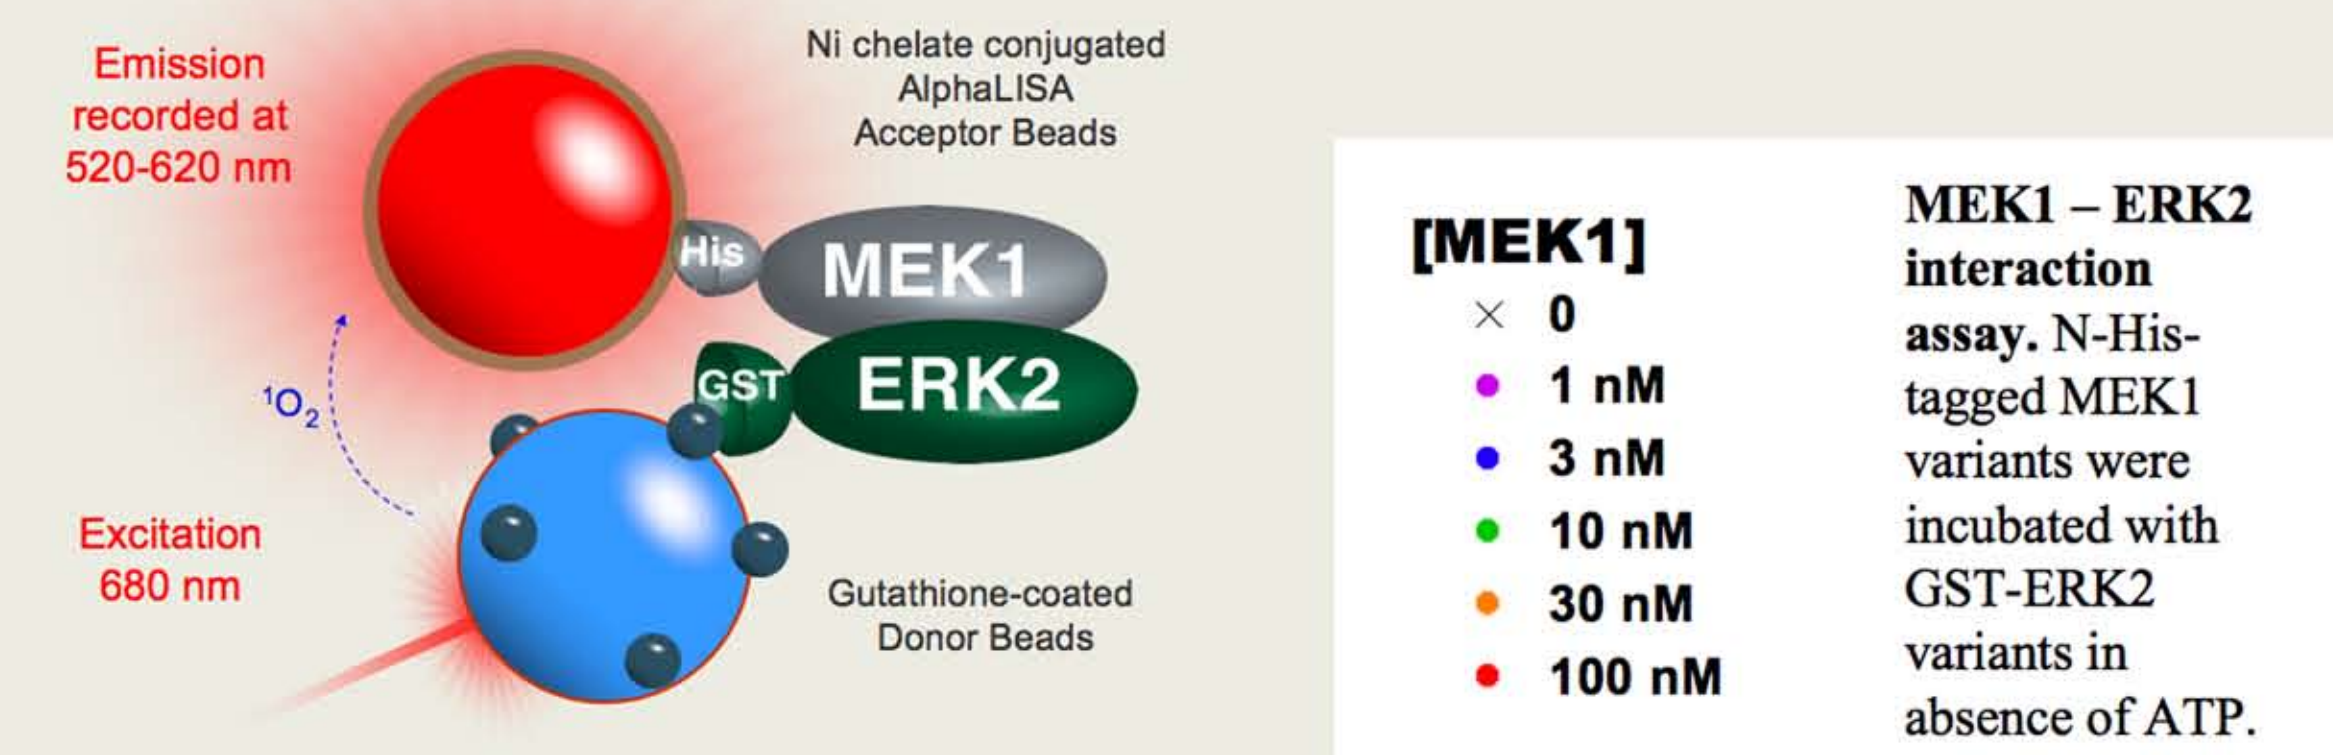 Emission
recorded at
520-620 nm
Ni chelate conjugated
AlphaLISA
Acceptor Beads
His
MEK1
GST
ERK2
¹O₂
Excitation
680 nm
Gutathione-coated
Donor Beads
[MEK1]
× 0
● 1 nM
● 3 nM
● 10 nM
● 30 nM
● 100 nM
MEK1 – ERK2
interaction
assay. N-His-
tagged MEK1
variants were
incubated with
GST-ERK2
variants in
absence of ATP.